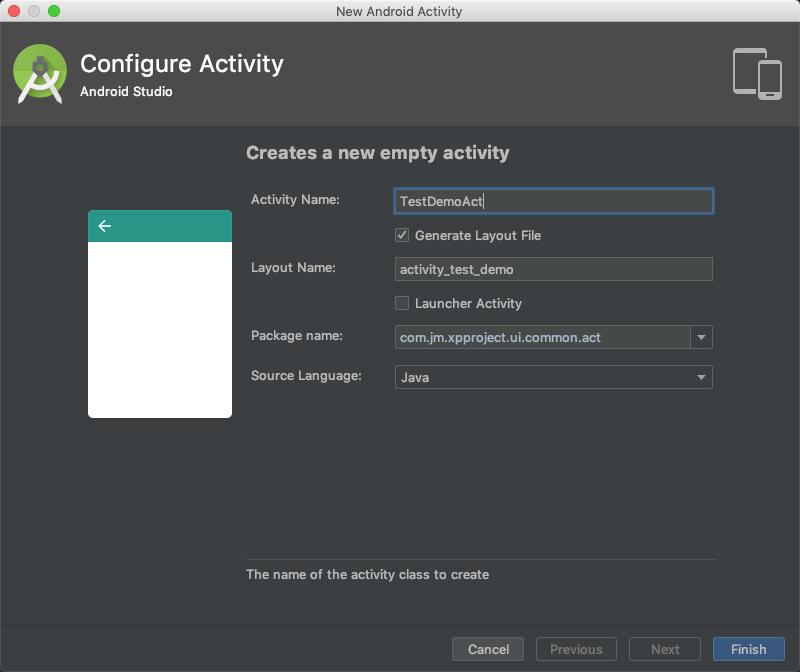 New Android Activity
Configure Activity
Android Studio
Creates a new empty activity
Activity Name:
TestDemoAct
Generate Layout File
Layout Name:
activity_test_demo
Launcher Activity
Package name:
com.jm.xpproject.ui.common.act
Source Language:
Java
The name of the activity class to create
Cancel
Previous
Next
Finish